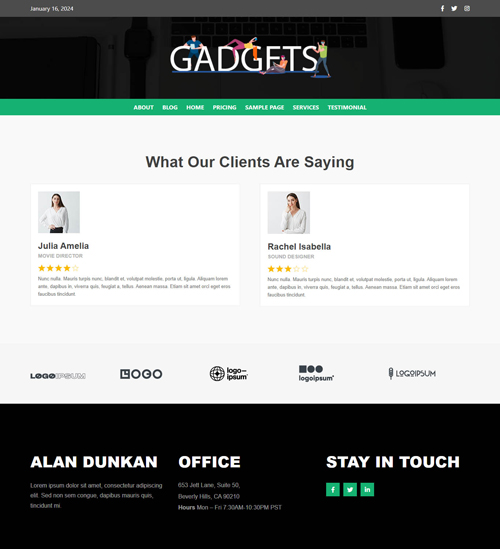 January 16, 2024
GADGETS
ABOUT BLOG HOME PRICING SAMPLE PAGE SERVICES TESTIMONIAL
What Our Clients Are Saying
Julia Amelia
MOVIE DIRECTOR
Nunc nulla. Mauris turpis nunc, blandit et, volutpat molestie, porta ut, ligula. Aliquam lorem
ante, dapibus in, viverra quis, feugiat a, tellus. Aenean massa. Etiam sit amet orci eget eros
faucibus tincidunt.
Rachel Isabella
SOUND DESIGNER
Nunc nulla. Mauris turpis nunc, blandit et, volutpat molestie, porta ut, ligula. Aliquam lorem
ante, dapibus in, viverra quis, feugiat a, tellus. Aenean massa. Etiam sit amet orci eget eros
faucibus tincidunt.
LOGOIPSUM
LOGO
logo—
ipsum
logoipsum
LOGOIPSUM
ALAN DUNKAN
Lorem ipsum dolor sit amet, consectetur adipiscing
elit. Sed non sem congue, dapibus mauris quis,
tincidunt mi.
OFFICE
653 Jett Lane, Suite 50,
Beverly Hills, CA 90210
Hours Mon – Fri 7:30AM-10:30PM PST
STAY IN TOUCH